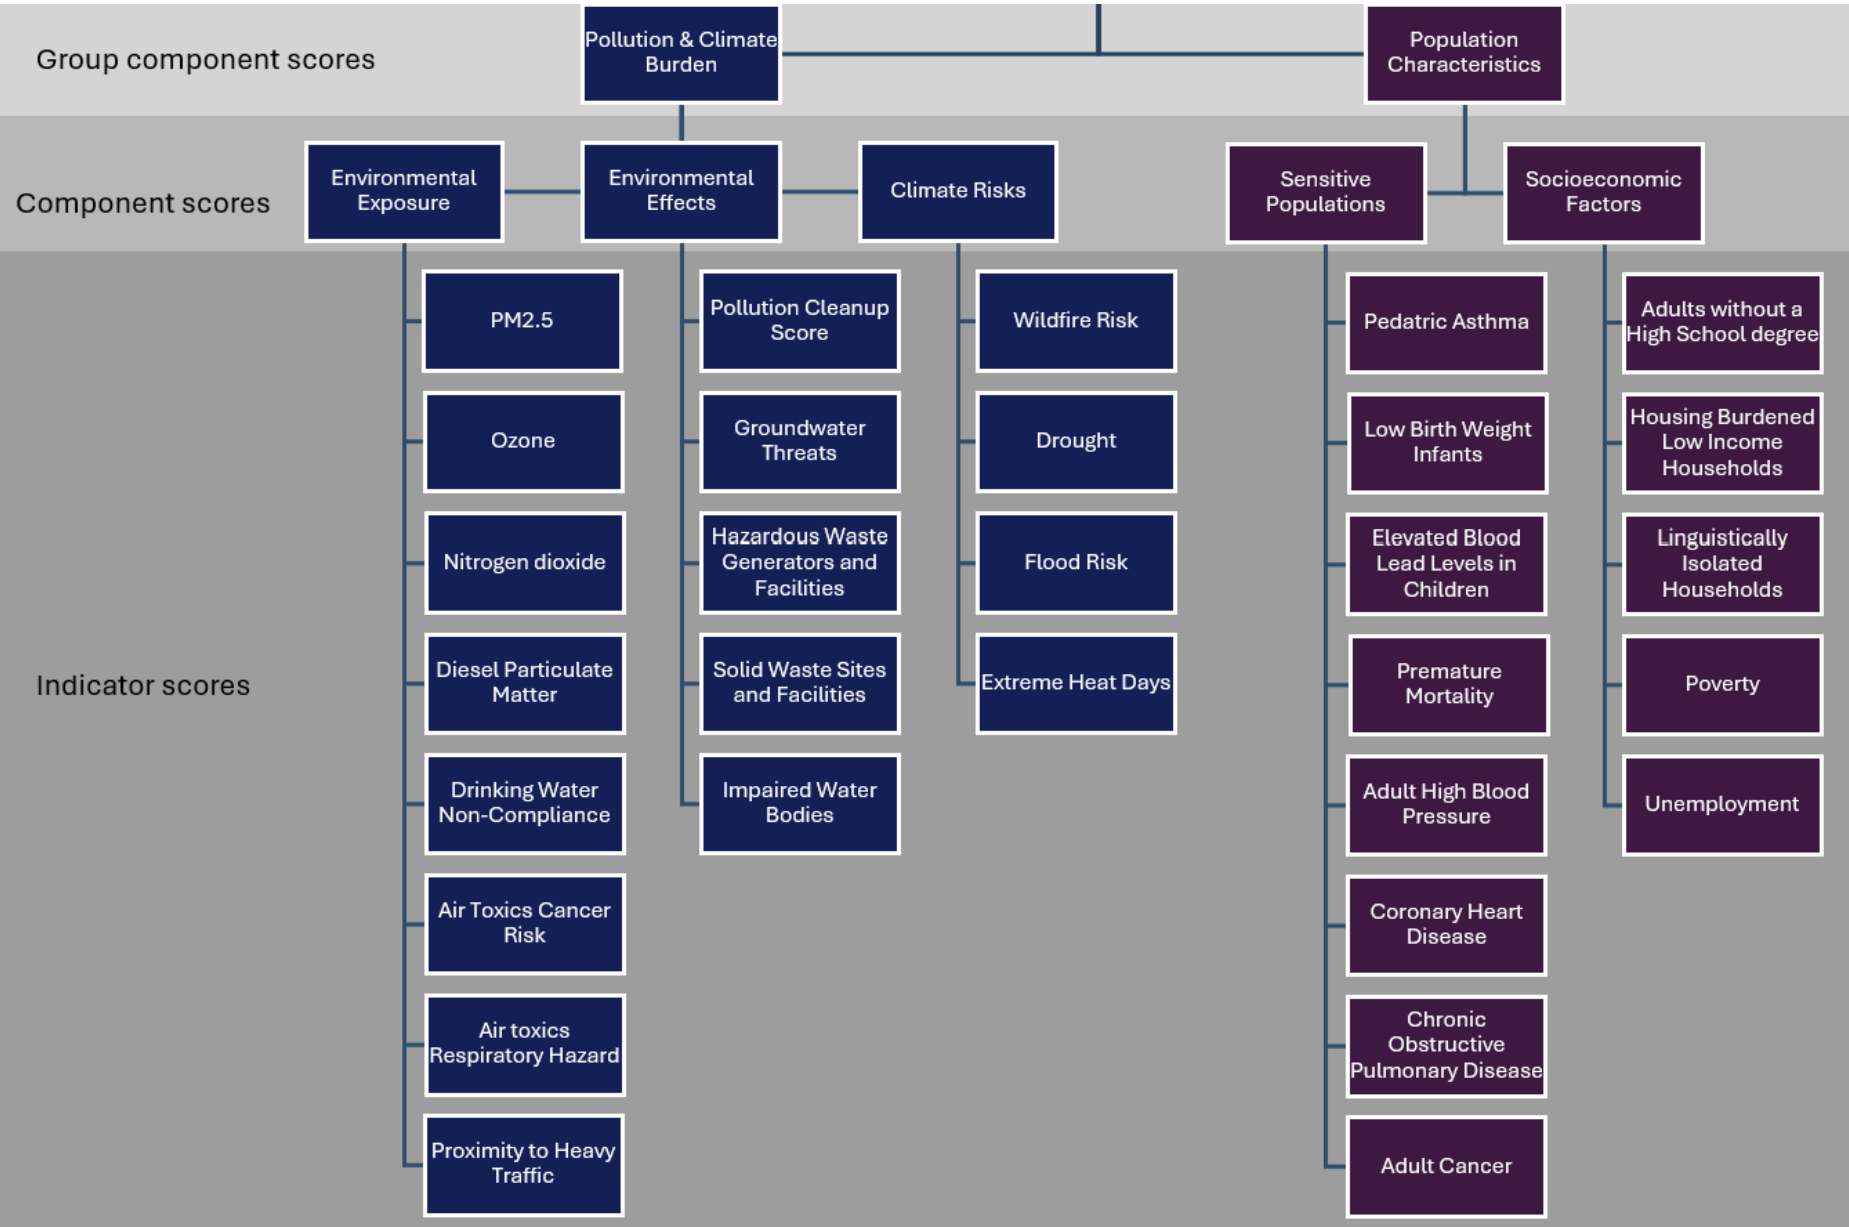 Group component scores
Pollution & Climate
Burden
Population
Characteristics
Component scores
Environmental
Exposure
Environmental
Effects
Climate Risks
Sensitive
Populations
Socioeconomic
Factors
Indicator scores
PM2.5
Ozone
Nitrogen dioxide
Diesel Particulate
Matter
Drinking Water
Non-Compliance
Air Toxics Cancer
Risk
Air toxics
Respiratory Hazard
Proximity to Heavy
Traffic
Pollution Cleanup
Score
Groundwater
Threats
Hazardous Waste
Generators and
Facilities
Solid Waste Sites
and Facilities
Impaired Water
Bodies
Wildfire Risk
Drought
Flood Risk
Extreme Heat Days
Pedatric Asthma
Low Birth Weight
Infants
Elevated Blood
Lead Levels in
Children
Premature
Mortality
Adult High Blood
Pressure
Coronary Heart
Disease
Chronic
Obstructive
Pulmonary Disease
Adult Cancer
Adults without a
High School degree
Housing Burdened
Low Income
Households
Linguistically
Isolated
Households
Poverty
Unemployment